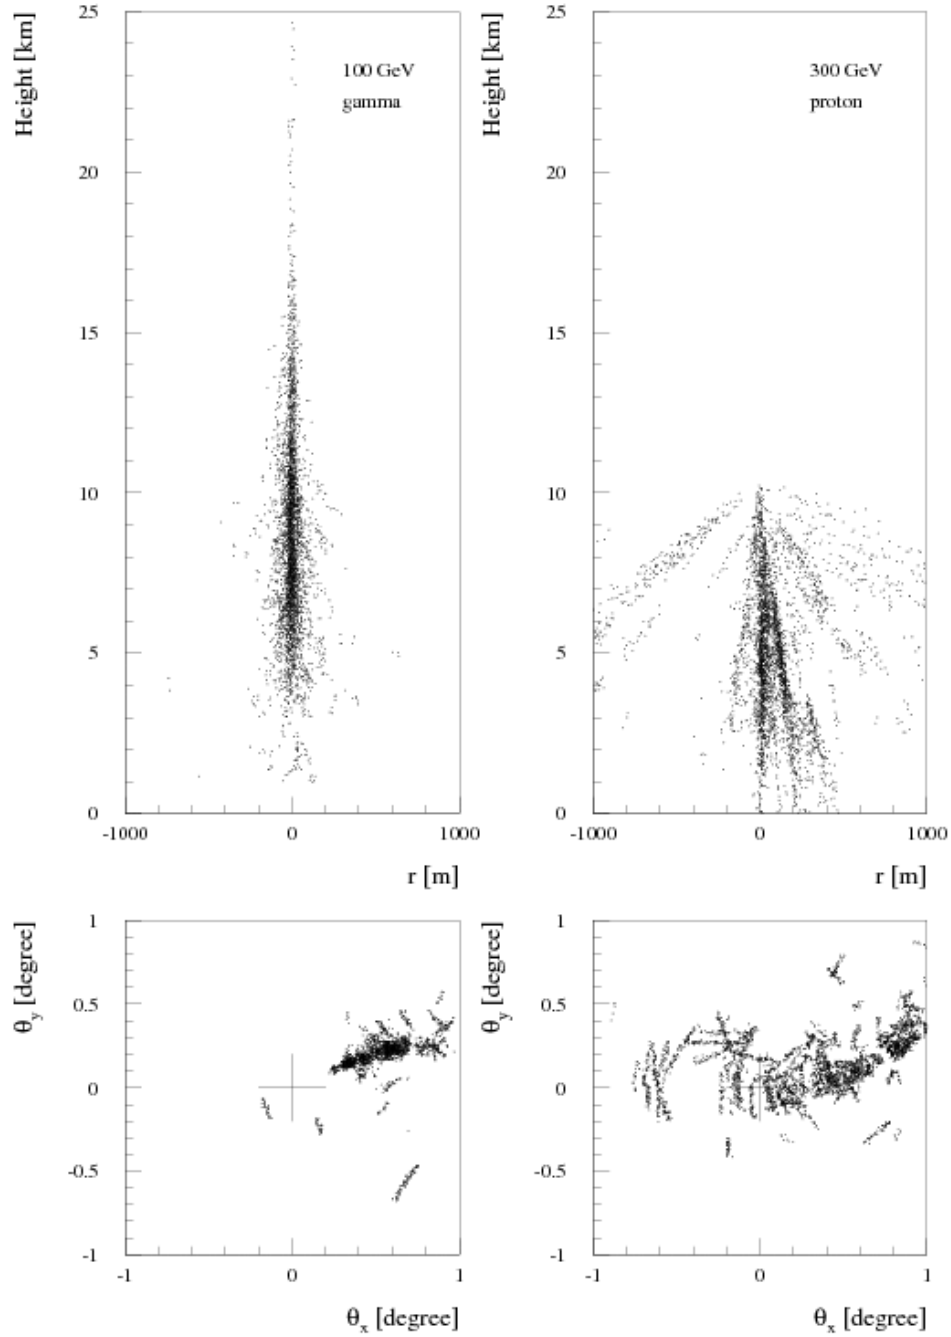 Height [km]
25
20
15
10
5
0
100 GeV
gamma
-1000
0
1000
r [m]
Height [km]
25
20
15
10
5
0
300 GeV
proton
-1000
0
1000
r [m]
θy [degree]
1
0.5
0
-0.5
-1
-1
0
1
θx [degree]
θy [degree]
1
0.5
0
-0.5
-1
-1
0
1
θx [degree]